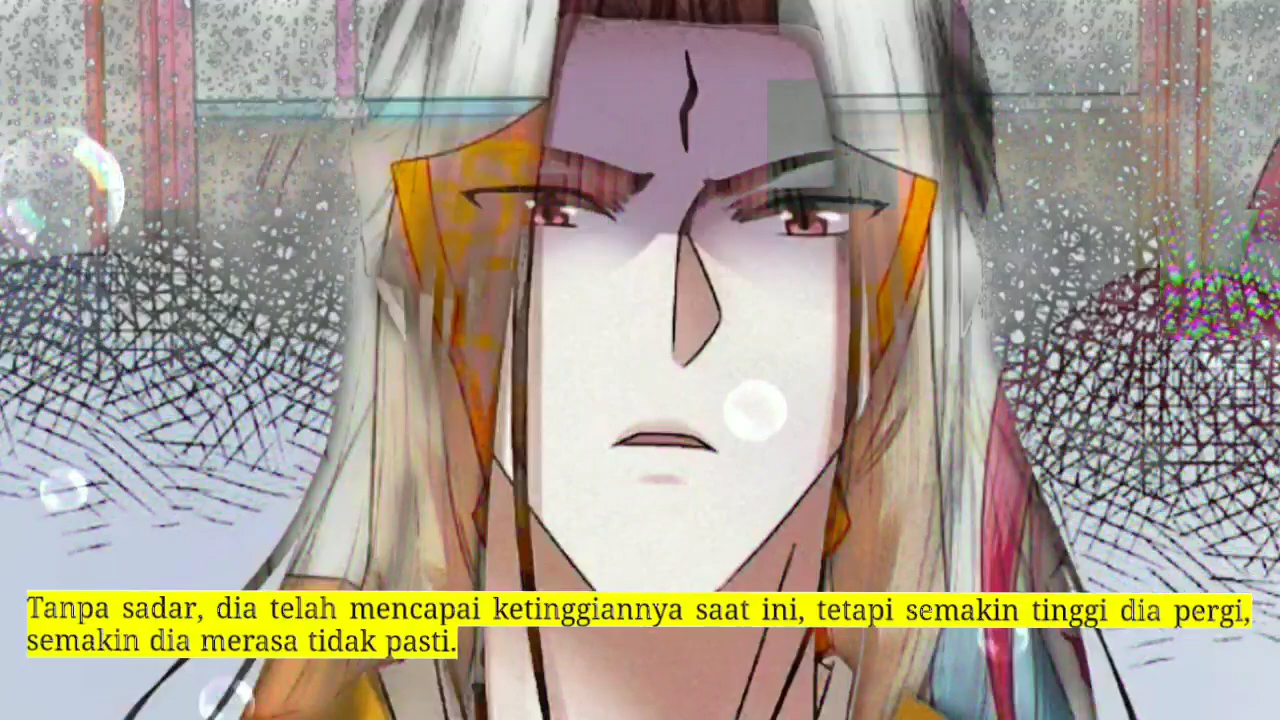 Tanpa sadar, dia telah mencapai ketinggiannya saat ini, tetapi semakin tinggi dia pergi,
semakin dia merasa tidak pasti.